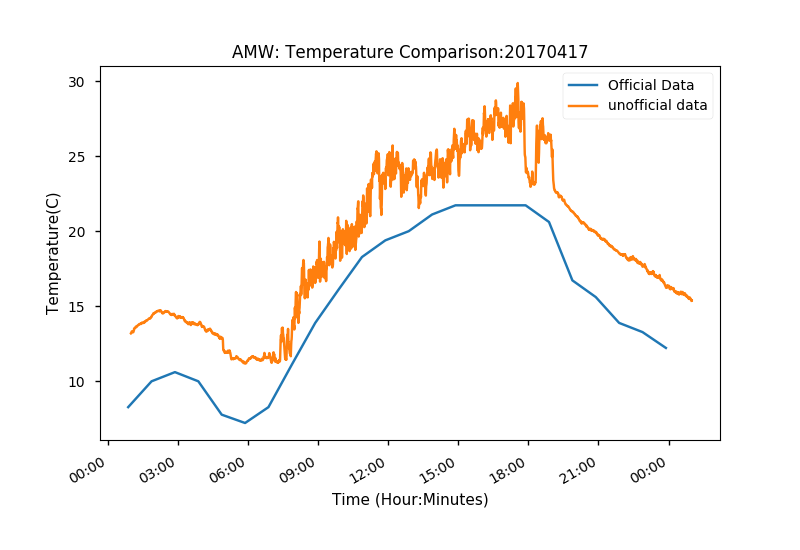 AMW: Temperature Comparison:20170417
Official Data
unofficial data
30
25
20
15
10
Temperature(C)
00:00 03:00 06:00 09:00 12:00 15:00 18:00 21:00 00:00
Time (Hour:Minutes)